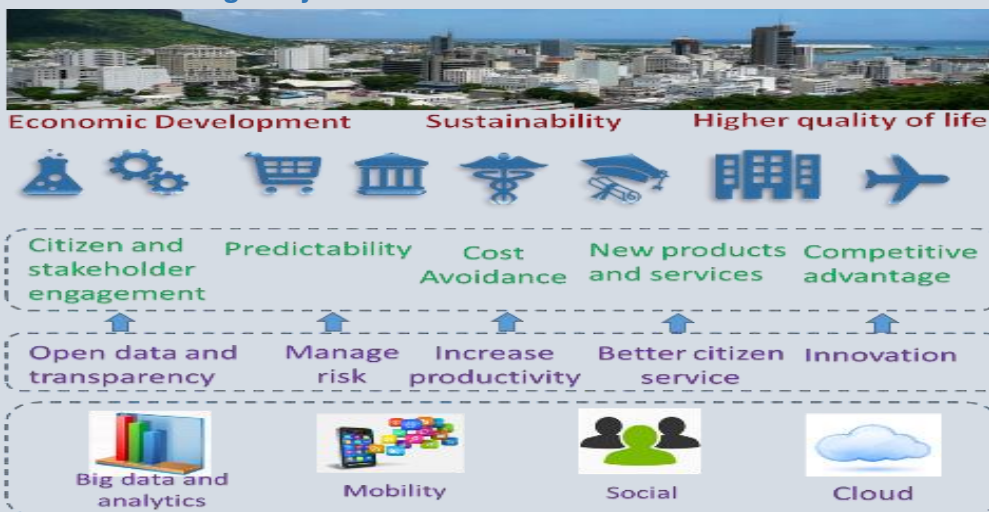 Economic Development Sustainability Higher quality of life
Citizen and stakeholder engagement
Predictability
Cost Avoidance
New products and services
Competitive advantage
Open data and transparency
Manage risk
Increase productivity
Better citizen service
Innovation
Big data and analytics
Mobility
Social
Cloud